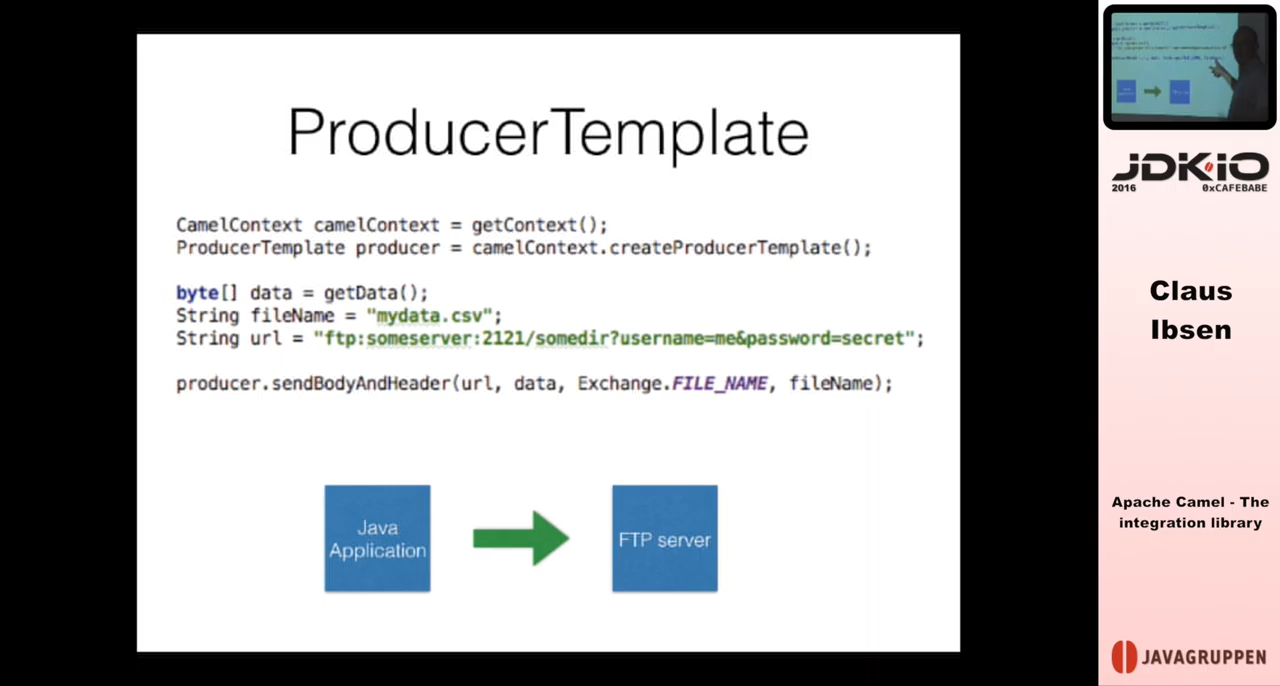 ProducerTemplate
CamelContext camelContext = getContext();
ProducerTemplate producer = camelContext.createProducerTemplate();
byte[] data = getData();
String fileName = "mydata.csv";
String url = "ftp:someserver:2121/somedir?username=me&password=secret";
producer.sendBodyAndHeader(url, data, Exchange.FILE_NAME, fileName);
Java
Application
FTP server
JDKiO
2016 0xCAFEBABE
Claus
Ibsen
Apache Camel - The
integration library
JAVAGRUPPEN